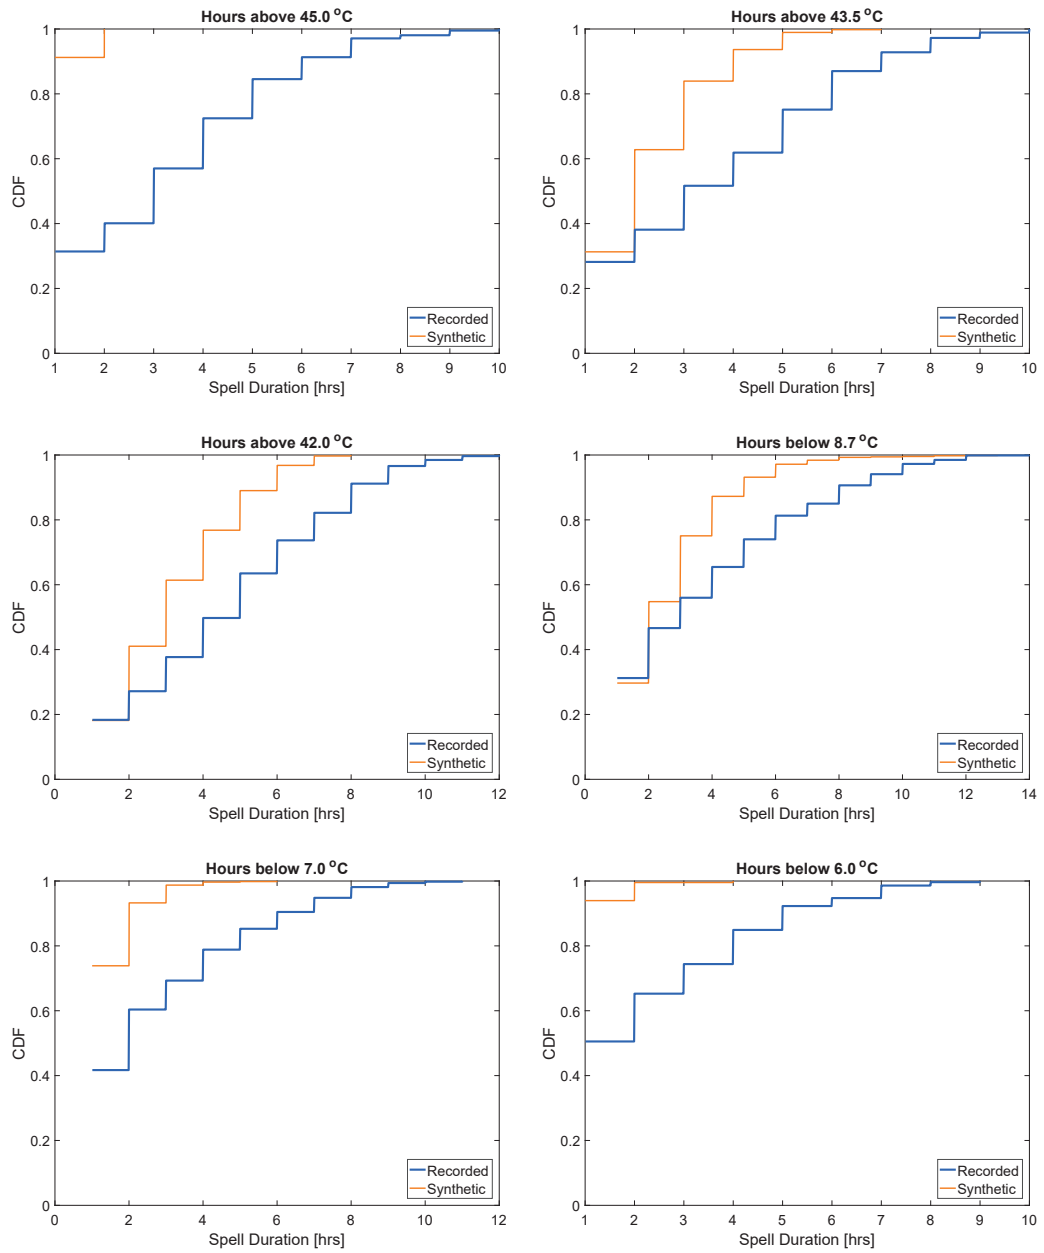 Hours above 45.0 °C
1
0.8
0.6
0.4
0.2
0
CDF
1 2 3 4 5 6 7 8 9 10
Spell Duration [hrs]
Recorded
Synthetic
Hours above 43.5 °C
1
0.8
0.6
0.4
0.2
0
CDF
1 2 3 4 5 6 7 8 9 10
Spell Duration [hrs]
Recorded
Synthetic
Hours above 42.0 °C
1
0.8
0.6
0.4
0.2
0
CDF
0 2 4 6 8 10 12
Spell Duration [hrs]
Recorded
Synthetic
Hours below 8.7 °C
1
0.8
0.6
0.4
0.2
0
CDF
0 2 4 6 8 10 12 14
Spell Duration [hrs]
Recorded
Synthetic
Hours below 7.0 °C
1
0.8
0.6
0.4
0.2
0
CDF
0 2 4 6 8 10 12
Spell Duration [hrs]
Recorded
Synthetic
Hours below 6.0 °C
1
0.8
0.6
0.4
0.2
0
CDF
1 2 3 4 5 6 7 8 9 10
Spell Duration [hrs]
Recorded
Synthetic